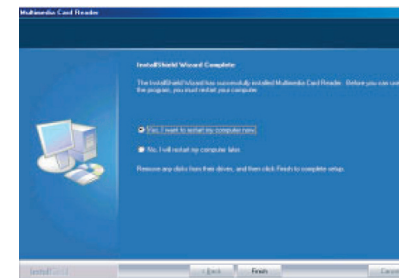 Multimedia Card Reader
InstallShield Wizard Complete
The InstallShield Wizard has successfully installed Multimedia Card Reader. Before you can use
the program, you must restart your computer.
Yes, I want to restart my computer now.
No, I will restart my computer later.
Remove any disks from their drives, and then click Finish to complete setup.
InstallShield
< Back
Finish
Cancel